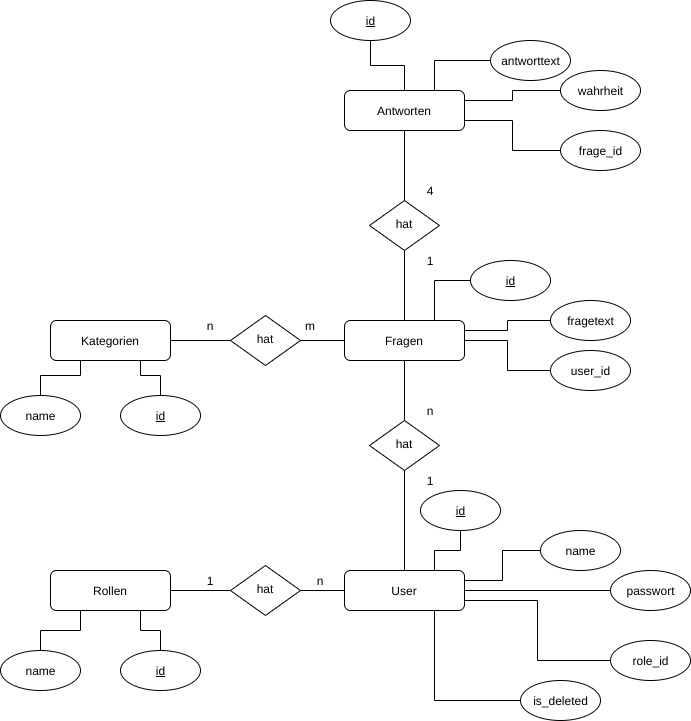 id
antworttext
wahrheit
Antworten
frage_id
4
hat
1
id
fragetext
n
m
Kategorien
hat
Fragen
user_id
name
id
n
hat
1
id
name
1
n
Rollen
hat
User
passwort
name
id
role_id
is_deleted